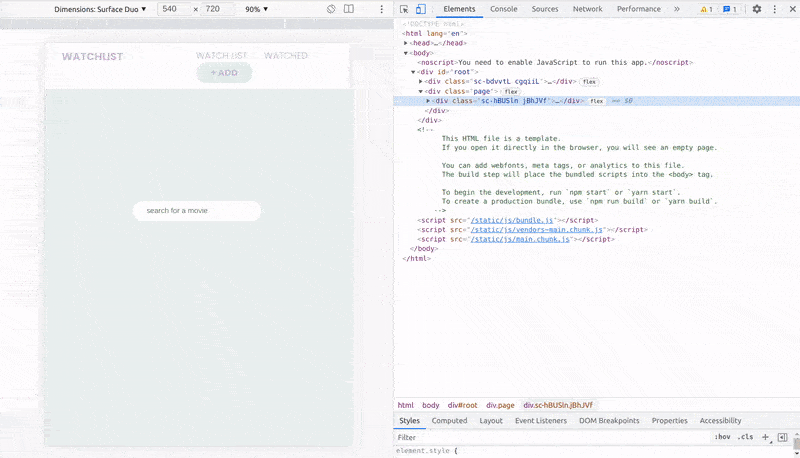 Dimensions: Surface Duo ▼ 540 × 720 90% ▼
WATCHLIST WATCH LIST WATCHED
+ ADD
search for a movie
Elements Console Sources Network Performance » 1 1
<!DOCTYPE html>
<html lang="en">
▶<head>…</head>
▼<body>
<noscript>You need to enable JavaScript to run this app.</noscript>
▼<div id="root">
▶<div class="sc-bdvvtL cgqiiL">…</div> flex
▼<div class="page"> flex
▶<div class="sc-hBUSln jBhJVf">…</div> flex == $0
</div>
</div>
<!--
This HTML file is a template.
If you open it directly in the browser, you will see an empty page.
You can add webfonts, meta tags, or analytics to this file.
The build step will place the bundled scripts into the <body> tag.
To begin the development, run `npm start` or `yarn start`.
To create a production bundle, use `npm run build` or `yarn build`.
-->
<script src="/static/js/bundle.js"></script>
<script src="/static/js/vendors~main.chunk.js"></script>
<script src="/static/js/main.chunk.js"></script>
</body>
</html>
html body div#root div.page div.sc-hBUSln.jBhJVf
Styles Computed Layout Event Listeners DOM Breakpoints Properties Accessibility
Filter :hov .cls +
element.style {